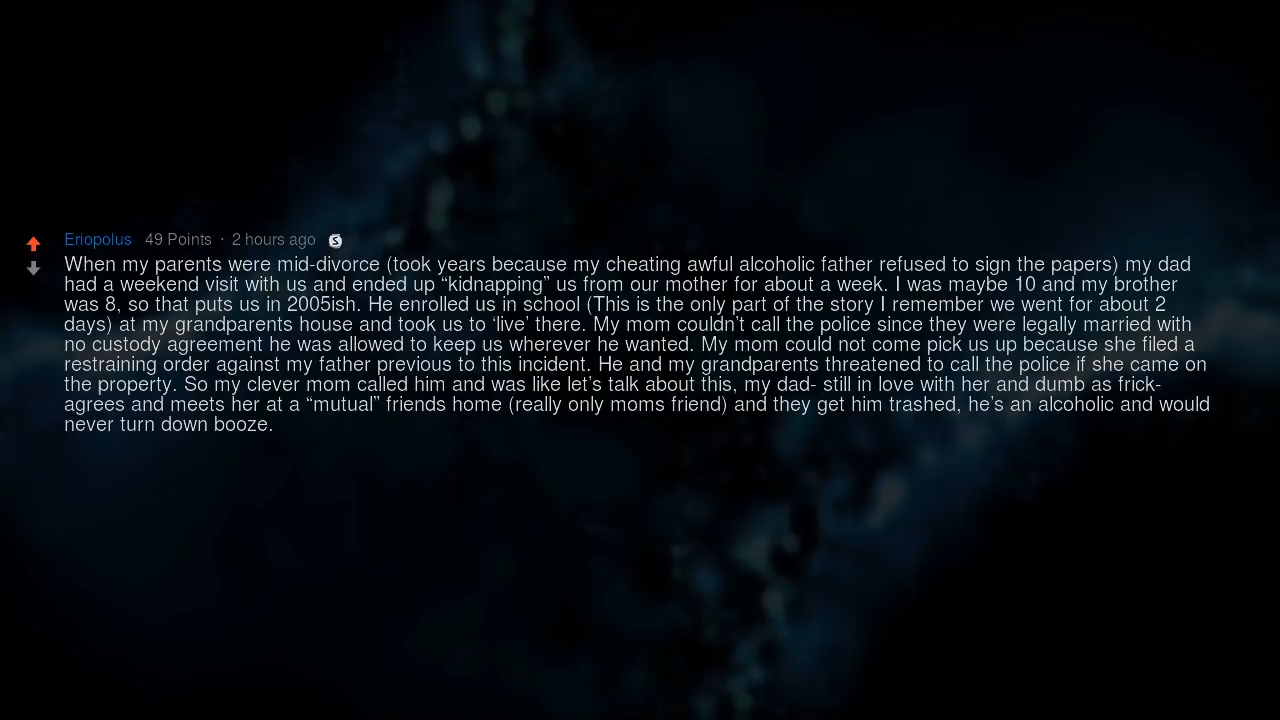 Eriopolus 49 Points · 2 hours ago S
When my parents were mid-divorce (took years because my cheating awful alcoholic father refused to sign the papers) my dad
had a weekend visit with us and ended up “kidnapping” us from our mother for about a week. I was maybe 10 and my brother
was 8, so that puts us in 2005ish. He enrolled us in school (This is the only part of the story I remember we went for about 2
days) at my grandparents house and took us to ‘live’ there. My mom couldn’t call the police since they were legally married with
no custody agreement he was allowed to keep us wherever he wanted. My mom could not come pick us up because she filed a
restraining order against my father previous to this incident. He and my grandparents threatened to call the police if she came on
the property. So my clever mom called him and was like let’s talk about this, my dad- still in love with her and dumb as frick-
agrees and meets her at a “mutual” friends home (really only moms friend) and they get him trashed, he’s an alcoholic and would
never turn down booze.